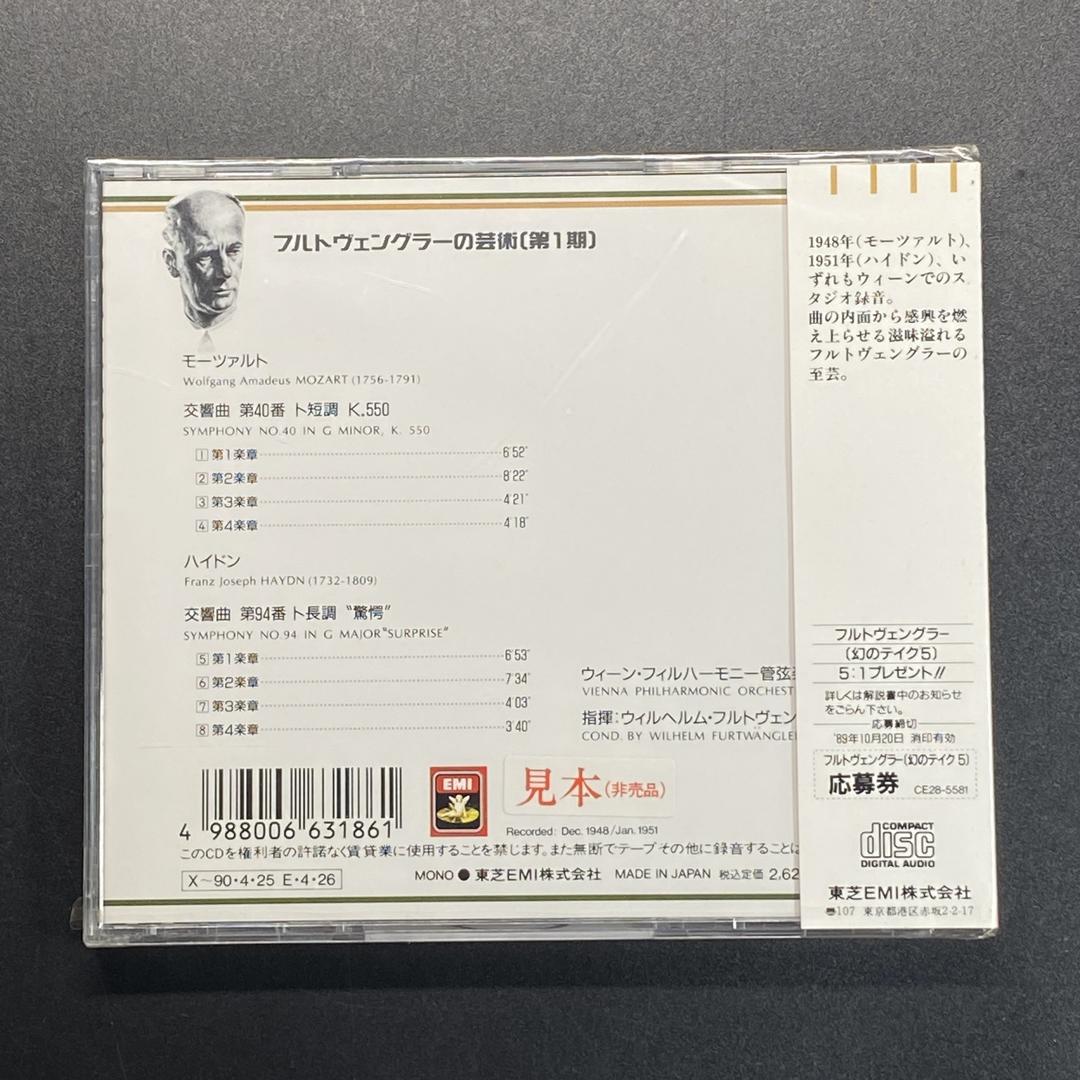 フルトヴェングラーの芸術〔第1期〕
モーツァルト
Wolfgang Amadeus MOZART (1756-1791)
交響曲 第40番 ト短調 K.550
SYMPHONY NO.40 IN G MINOR, K. 550
1 第1楽章 6'52"
2 第2楽章 8'22"
3 第3楽章 4'21"
4 第4楽章 4'18"
ハイドン
Franz Joseph HAYDN (1732-1809)
交響曲 第94番 ト長調 "驚愕"
SYMPHONY NO.94 IN G MAJOR "SURPRISE"
5 第1楽章 6'53"
6 第2楽章 7'34"
7 第3楽章 4'03"
8 第4楽章 3'40"
ウィーン・フィルハーモニー管弦楽
VIENNA PHILHARMONIC ORCHEST
指揮:ウィルヘルム・フルトヴェン
COND. BY WILHELM FURTWÄNGLE
4 988006 631861
EMI
見本(非売品)
Recorded: Dec. 1948/Jan. 1951
このCDを権利者の許諾なく賃貸業に使用することを禁じます。また無断でテープその他に録音することは
X~90・4・25 E・4・26
MONO ● 東芝EMI株式会社 MADE IN JAPAN 税込定価 2,62
1948年(モーツァルト)、
1951年(ハイドン)、い
ずれもウィーンでのス
タジオ録音。
曲の内面から感興を燃
え上らせる滋味溢れる
フルトヴェングラーの
至芸。
フルトヴェングラー
(幻のテイク5)
5:1プレゼント!!
詳しくは解説書中のお知らせ
をごらん下さい。
応募締切
'89年10月20日 消印有効
フルトヴェングラー(幻のテイク5)
応募券 CE28-5581
COMPACT
disc
DIGITAL AUDIO
東芝EMI株式会社
〒107 東京都港区赤坂2-2-17